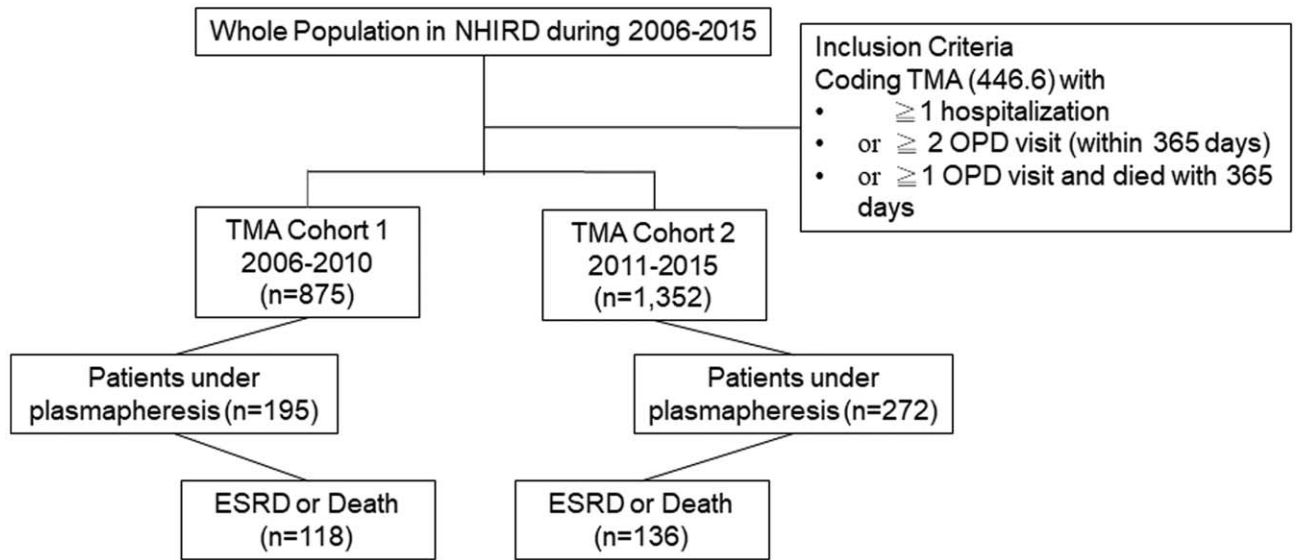 Whole Population in NHIRD during 2006-2015
Inclusion Criteria
Coding TMA (446.6) with
• ≧1 hospitalization
• or ≧ 2 OPD visit (within 365 days)
• or ≧1 OPD visit and died with 365
days
TMA Cohort 1
2006-2010
(n=875)
TMA Cohort 2
2011-2015
(n=1,352)
Patients under
plasmapheresis (n=195)
Patients under
plasmapheresis (n=272)
ESRD or Death
(n=118)
ESRD or Death
(n=136)